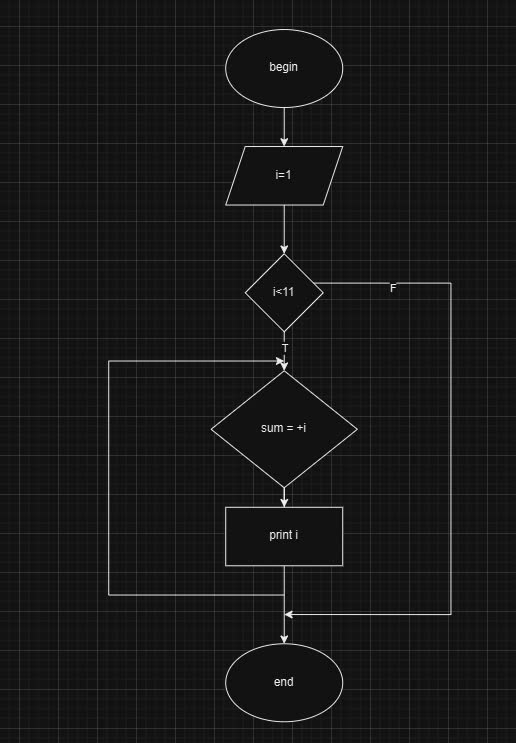 begin
i=1
i<11
F
T
sum = +i
print i
end